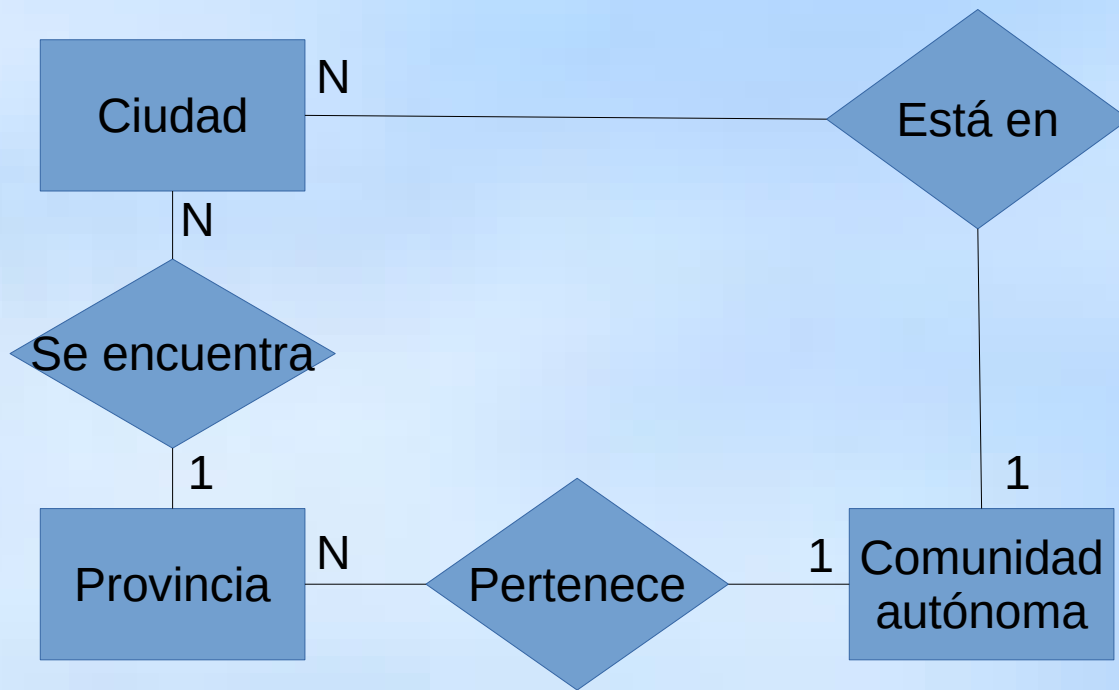 Ciudad
N
Está en
N
Se encuentra
1
1
Provincia
N
Pertenece
1
Comunidad
autónoma